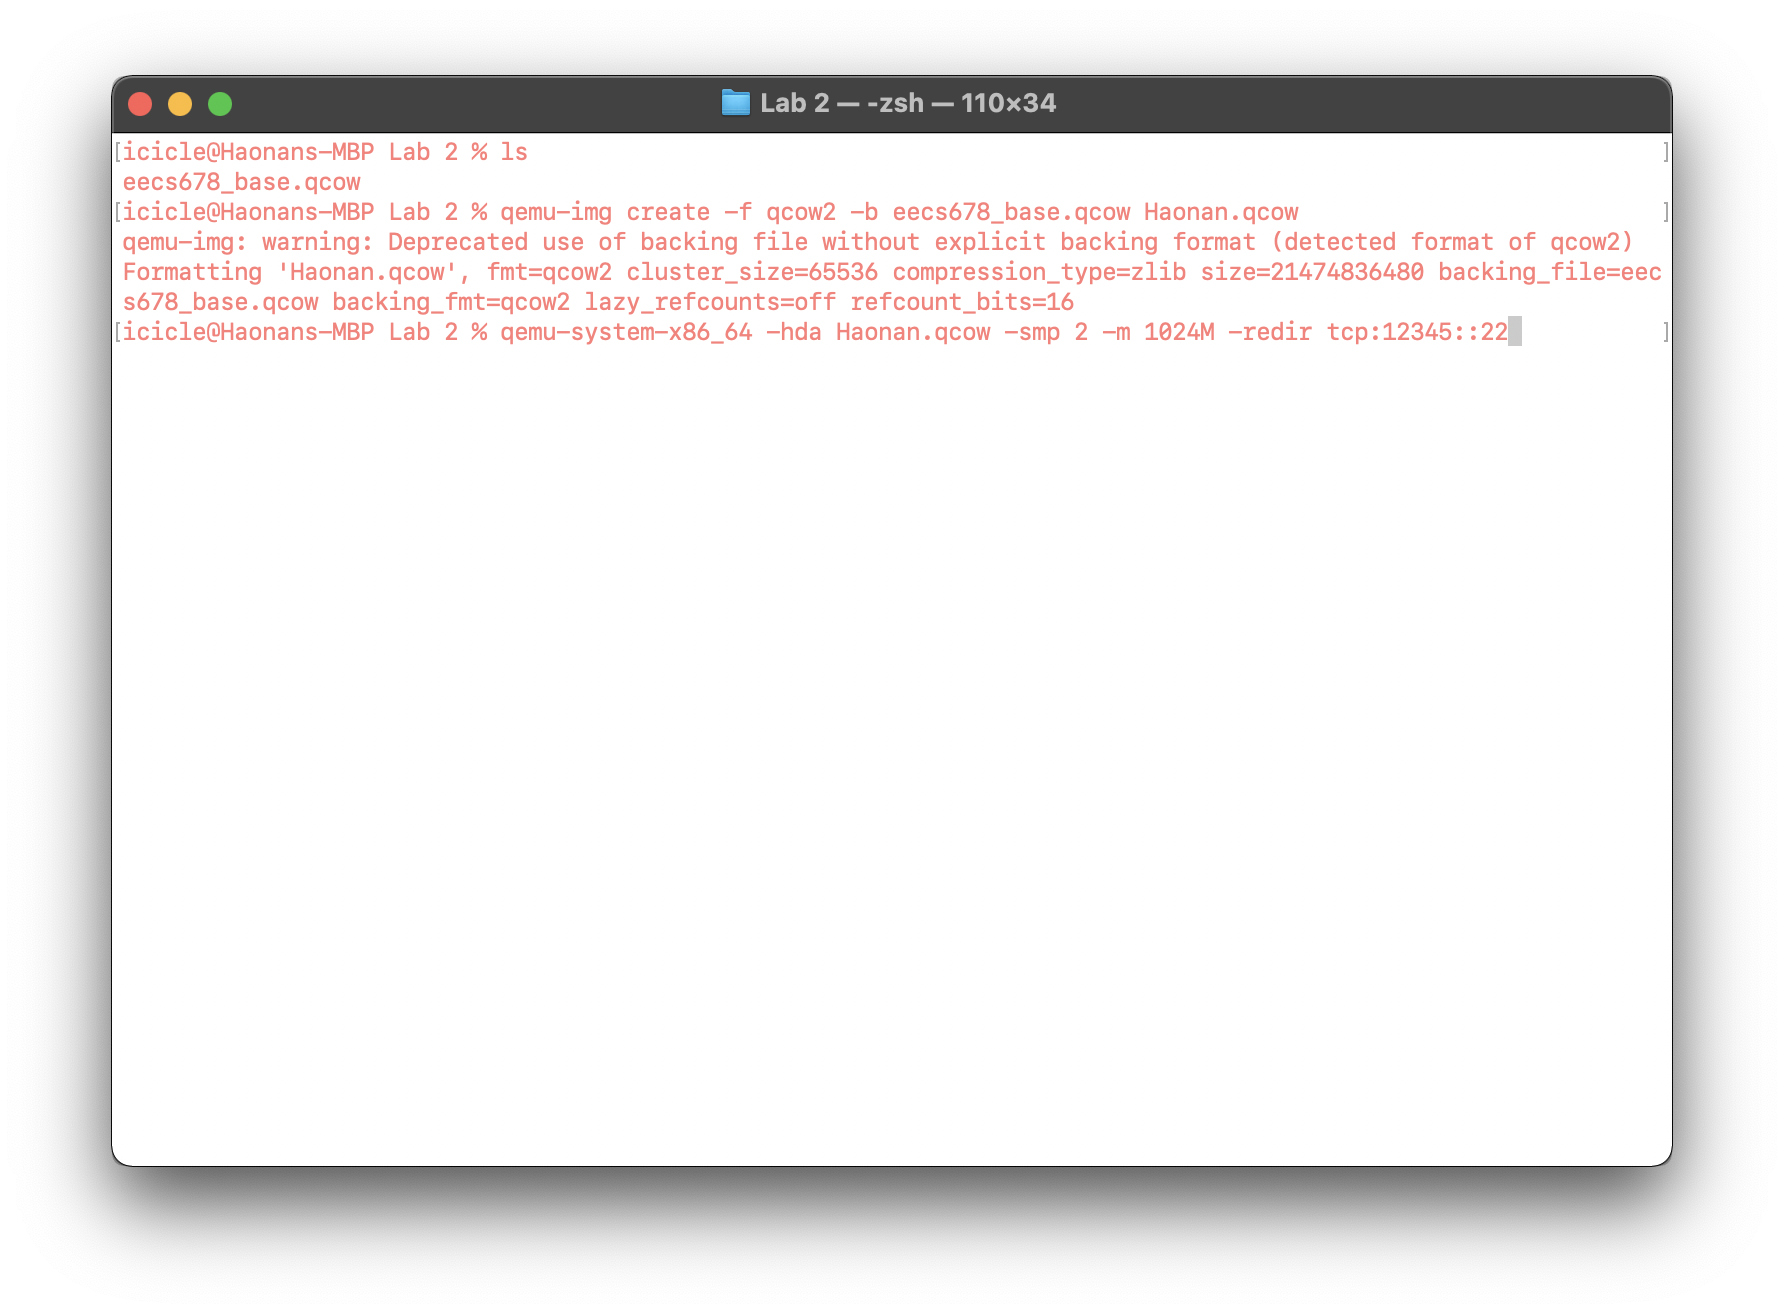 Lab 2 — -zsh — 110×34
[icicle@Haonans-MBP Lab 2 % ls ]
eecs678_base.qcow
[icicle@Haonans-MBP Lab 2 % qemu-img create -f qcow2 -b eecs678_base.qcow Haonan.qcow ]
qemu-img: warning: Deprecated use of backing file without explicit backing format (detected format of qcow2)
Formatting 'Haonan.qcow', fmt=qcow2 cluster_size=65536 compression_type=zlib size=21474836480 backing_file=eec
s678_base.qcow backing_fmt=qcow2 lazy_refcounts=off refcount_bits=16
[icicle@Haonans-MBP Lab 2 % qemu-system-x86_64 -hda Haonan.qcow -smp 2 -m 1024M -redir tcp:12345::22 ]